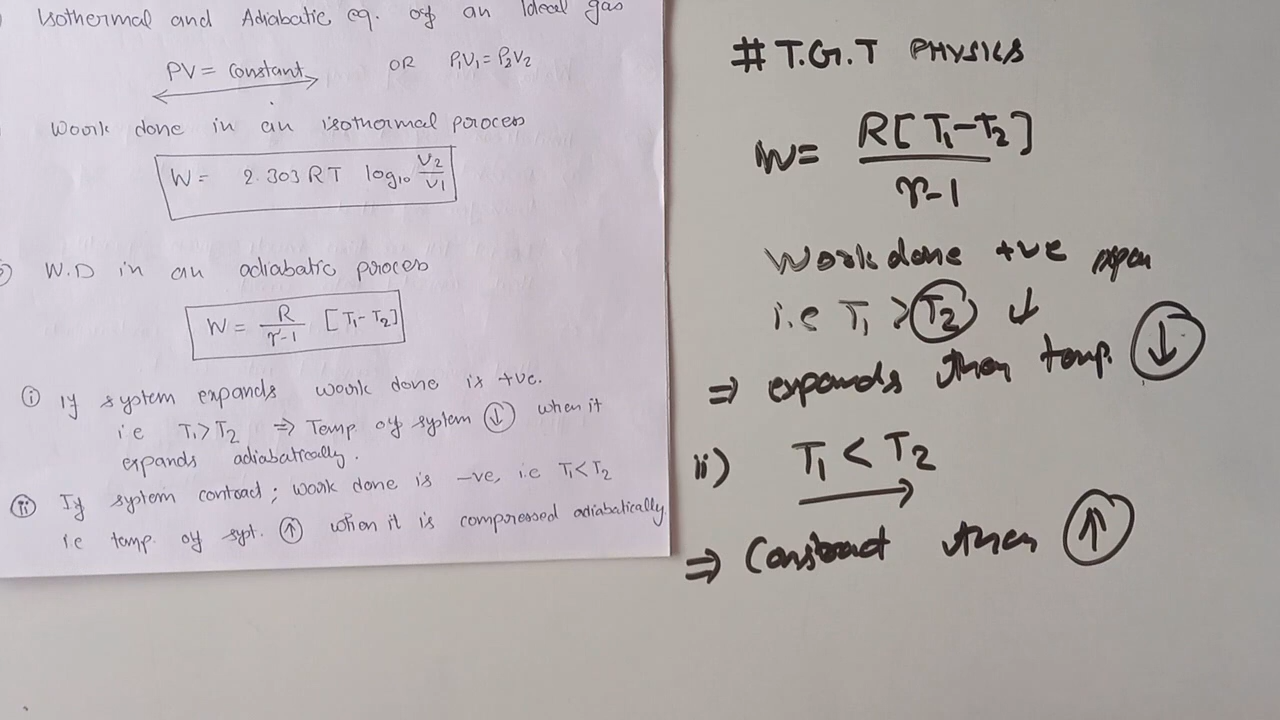 Isothermal and Adiabatic eq. of an Ideal gas
PV = Constant OR P₁V₁ = P₂V₂
Work done in an isothermal process
W = 2.303 RT log₁₀ V₂/V₁
W.D in an adiabatic process
W = R/γ-1 [T₁-T₂]
(i) If system expands work done is +ve.
i.e T₁>T₂ ⇒ Temp of system ↓ when it
expands adiabatically.
(ii) If system contract; work done is -ve, i.e T₁<T₂
i.e temp. of syst. ↑ when it is compressed adiabatically.
# T.G.T PHYSICS
W = R[T₁-T₂]/γ-1
Work done +ve expan
i.e T₁ > T₂ ↓
⇒ expands then temp. ↓
ii) T₁ < T₂
⇒ Contract then ↑